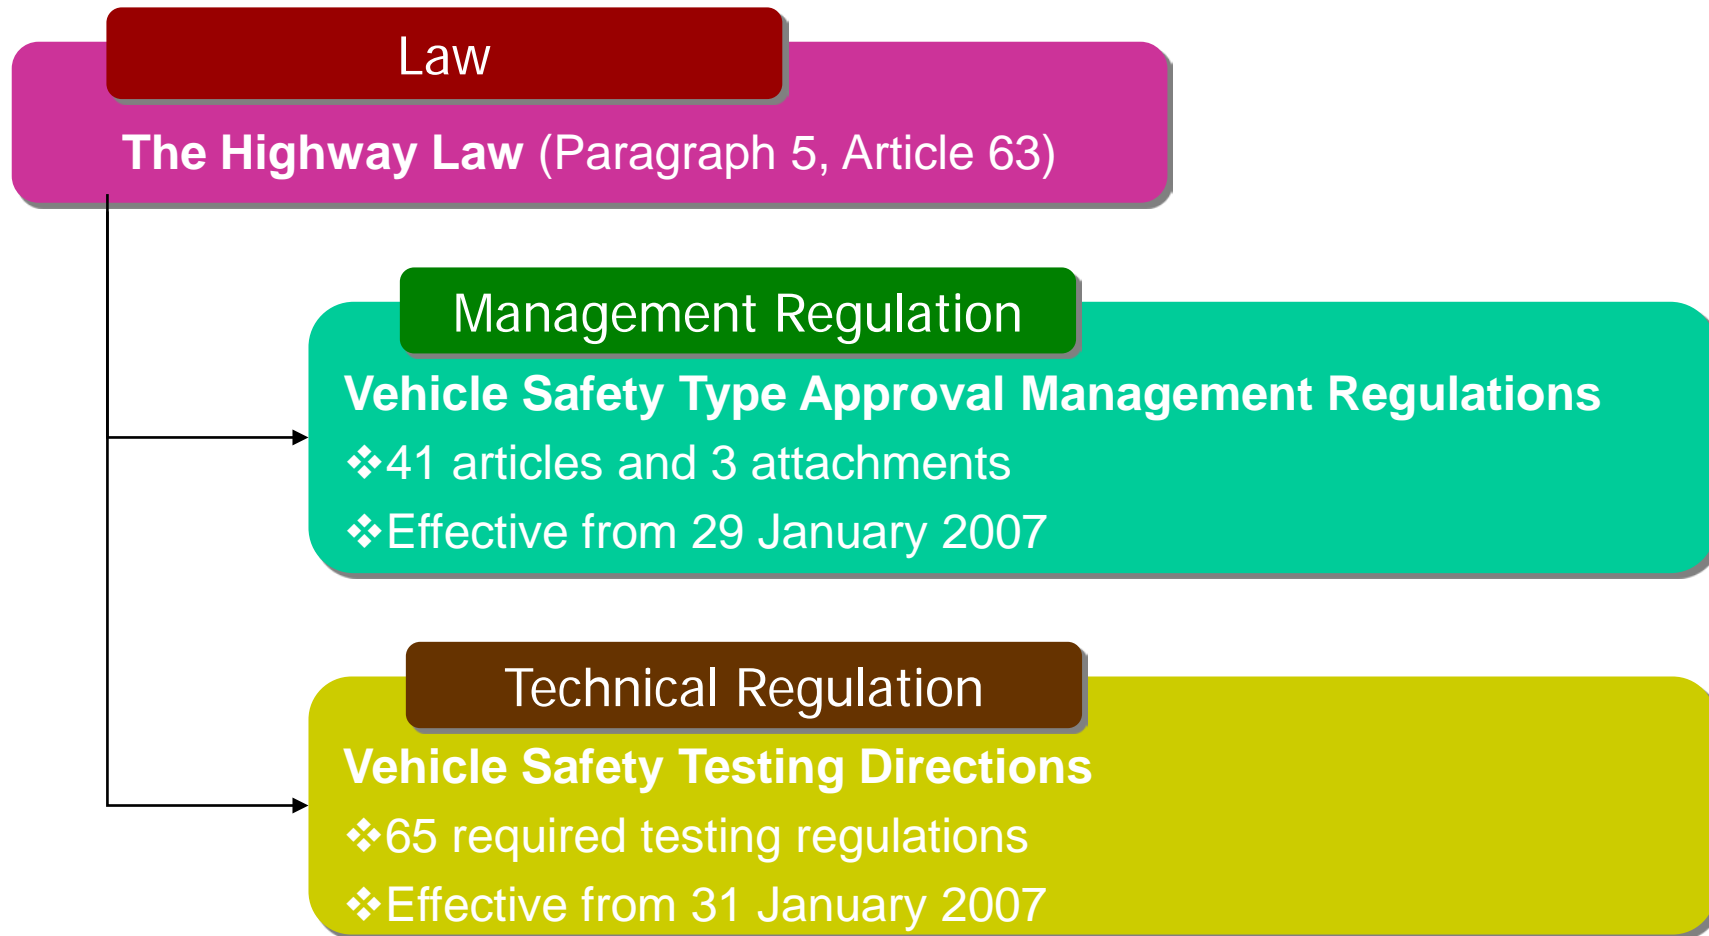 Law
The Highway Law (Paragraph 5, Article 63)
Management Regulation
Vehicle Safety Type Approval Management Regulations
❖41 articles and 3 attachments
❖Effective from 29 January 2007
Technical Regulation
Vehicle Safety Testing Directions
❖65 required testing regulations
❖Effective from 31 January 2007